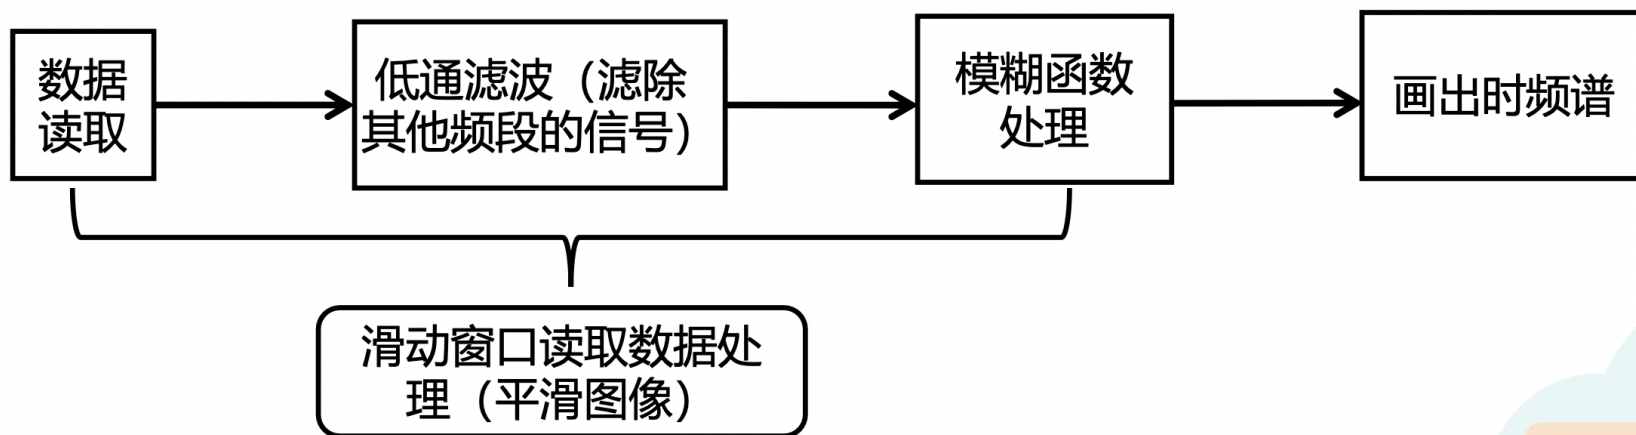 数据
读取
低通滤波（滤除
其他频段的信号）
模糊函数
处理
画出时频谱
滑动窗口读取数据处
理（平滑图像）